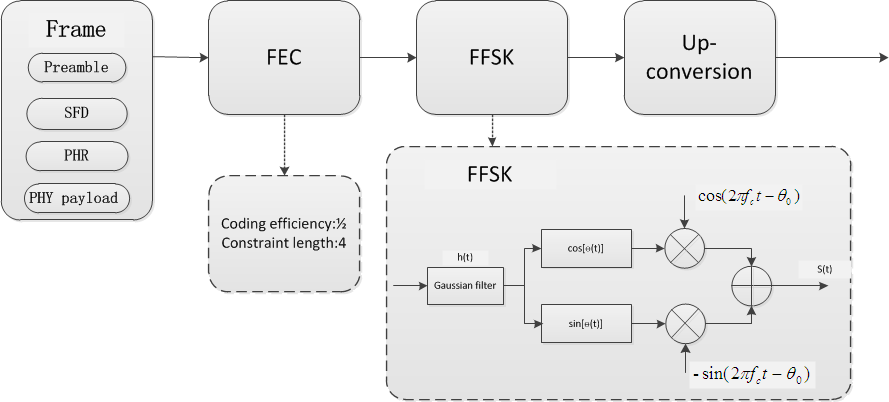 Frame
Preamble
SFD
PHR
PHY payload
FEC
FFSK
Up-
conversion
Coding efficiency:½
Constraint length:4
FFSK
cos(2πf_c t − θ_0)
h(t)
Gaussian filter
cos[ɵ(t)]
sin[ɵ(t)]
S(t)
- sin(2πf_c t − θ_0)